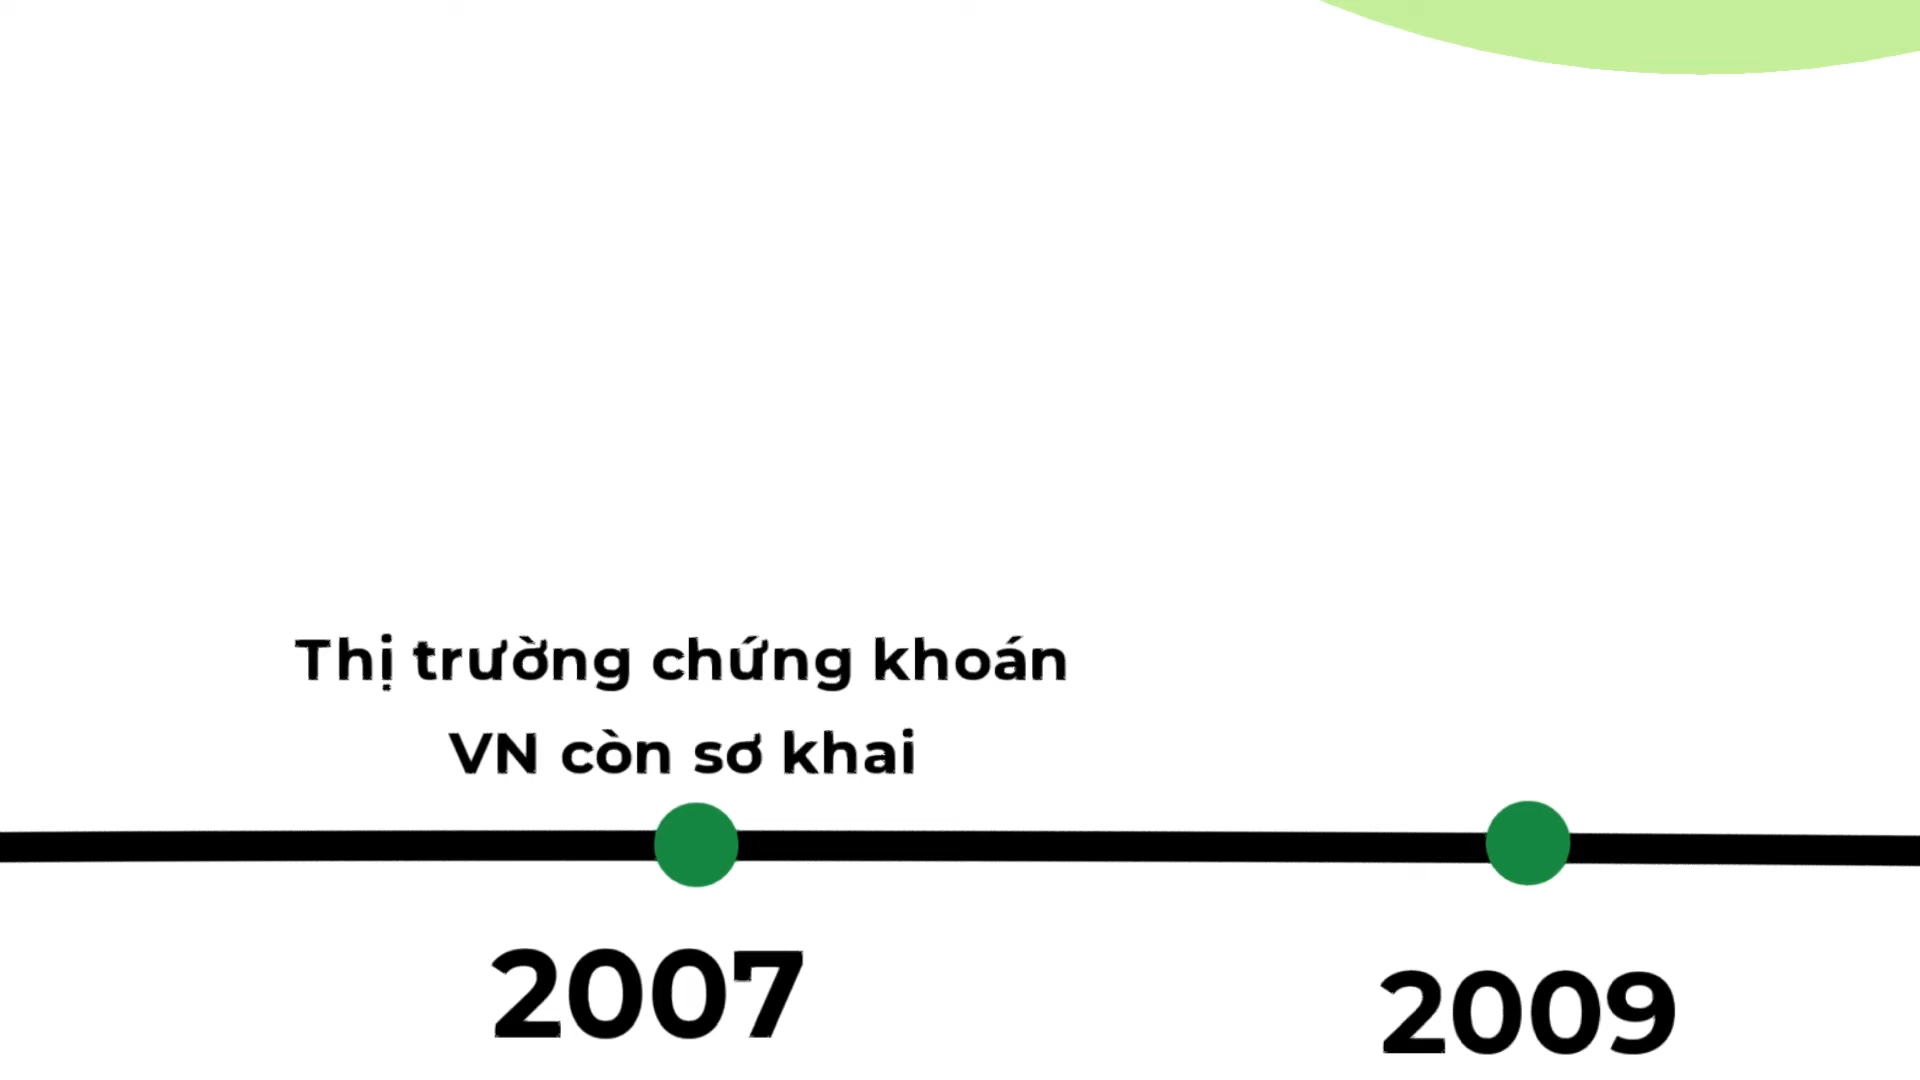 Thị trường chứng khoán
VN còn sơ khai
2007
2009